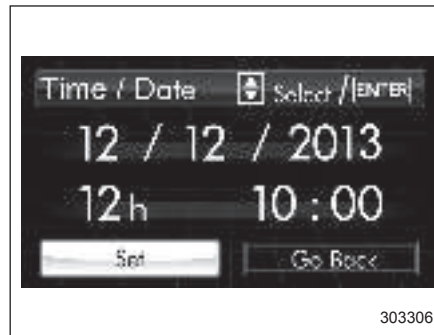 Time / Date Select /ENTER
12 / 12 / 2013
12h 10:00
Set Go Back
303306